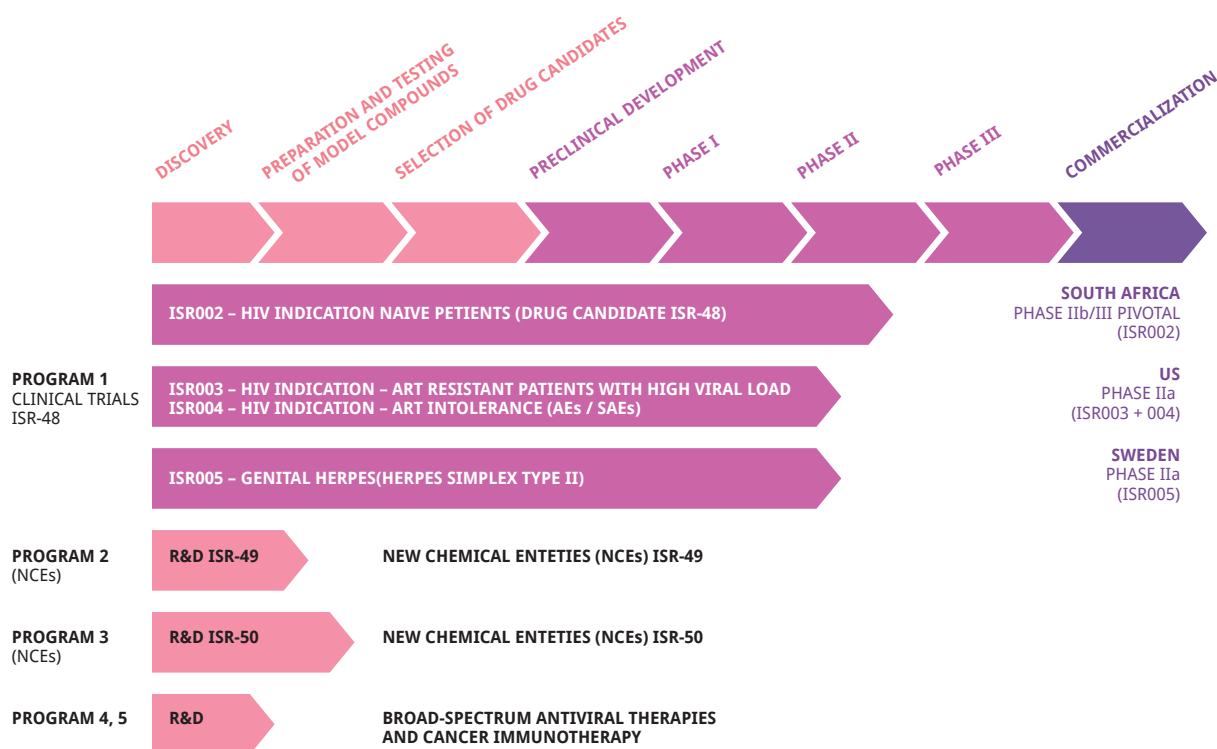 DISCOVERY
PREPARATION AND TESTING
OF MODEL COMPOUNDS
SELECTION OF DRUG CANDIDATES
PRECLINICAL DEVELOPMENT
PHASE I
PHASE II
PHASE III
COMMERCIALIZATION
ISR002 – HIV INDICATION NAIVE PETIENTS (DRUG CANDIDATE ISR-48)
SOUTH AFRICA
PHASE IIb/III PIVOTAL
(ISR002)
PROGRAM 1
CLINICAL TRIALS
ISR-48
ISR003 – HIV INDICATION – ART RESISTANT PATIENTS WITH HIGH VIRAL LOAD
ISR004 – HIV INDICATION – ART INTOLERANCE (AEs / SAEs)
US
PHASE IIa
(ISR003 + 004)
ISR005 – GENITAL HERPES(HERPES SIMPLEX TYPE II)
SWEDEN
PHASE IIa
(ISR005)
PROGRAM 2
(NCEs)
R&D ISR-49
NEW CHEMICAL ENTETIES (NCEs) ISR-49
PROGRAM 3
(NCEs)
R&D ISR-50
NEW CHEMICAL ENTETIES (NCEs) ISR-50
PROGRAM 4, 5
R&D
BROAD-SPECTRUM ANTIVIRAL THERAPIES
AND CANCER IMMUNOTHERAPY